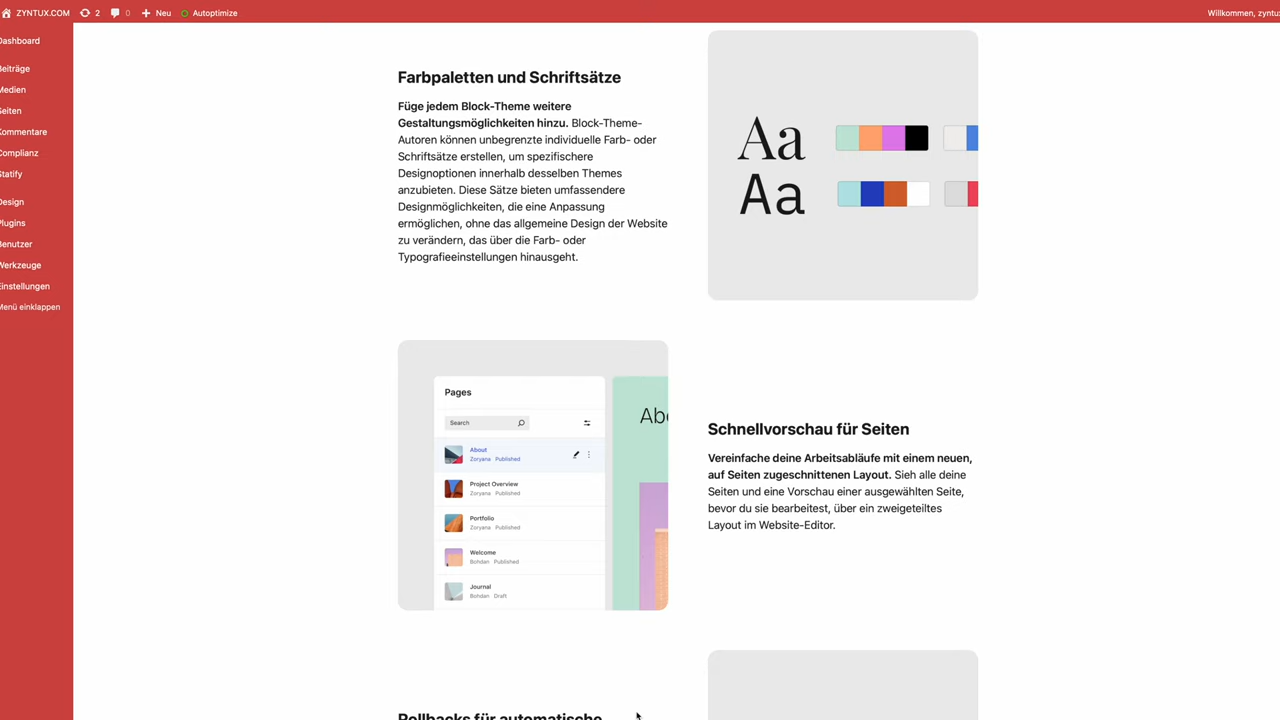 ZYNTUX.COM 2 0 Neu Autoptimize Willkommen, zyntux
Dashboard
Beiträge
Medien
Seiten
Kommentare
Complianz
Statify
Design
Plugins
Benutzer
Werkzeuge
Einstellungen
Menü einklappen
Farbpaletten und Schriftsätze
Füge jedem Block-Theme weitere
Gestaltungsmöglichkeiten hinzu. Block-Theme-
Autoren können unbegrenzte individuelle Farb- oder
Schriftsätze erstellen, um spezifischere
Designoptionen innerhalb desselben Themes
anzubieten. Diese Sätze bieten umfassendere
Designmöglichkeiten, die eine Anpassung
ermöglichen, ohne das allgemeine Design der Website
zu verändern, das über die Farb- oder
Typografieeinstellungen hinausgeht.
Aa
Aa
Pages
Search
About
Zoryana Published
Project Overview
Zoryana Published
Portfolio
Zoryana Published
Welcome
Bohdan Published
Journal
Bohdan Draft
Abo
Schnellvorschau für Seiten
Vereinfache deine Arbeitsabläufe mit einem neuen,
auf Seiten zugeschnittenen Layout. Sieh alle deine
Seiten und eine Vorschau einer ausgewählten Seite,
bevor du sie bearbeitest, über ein zweigeteiltes
Layout im Website-Editor.
Rollbacks für automatische